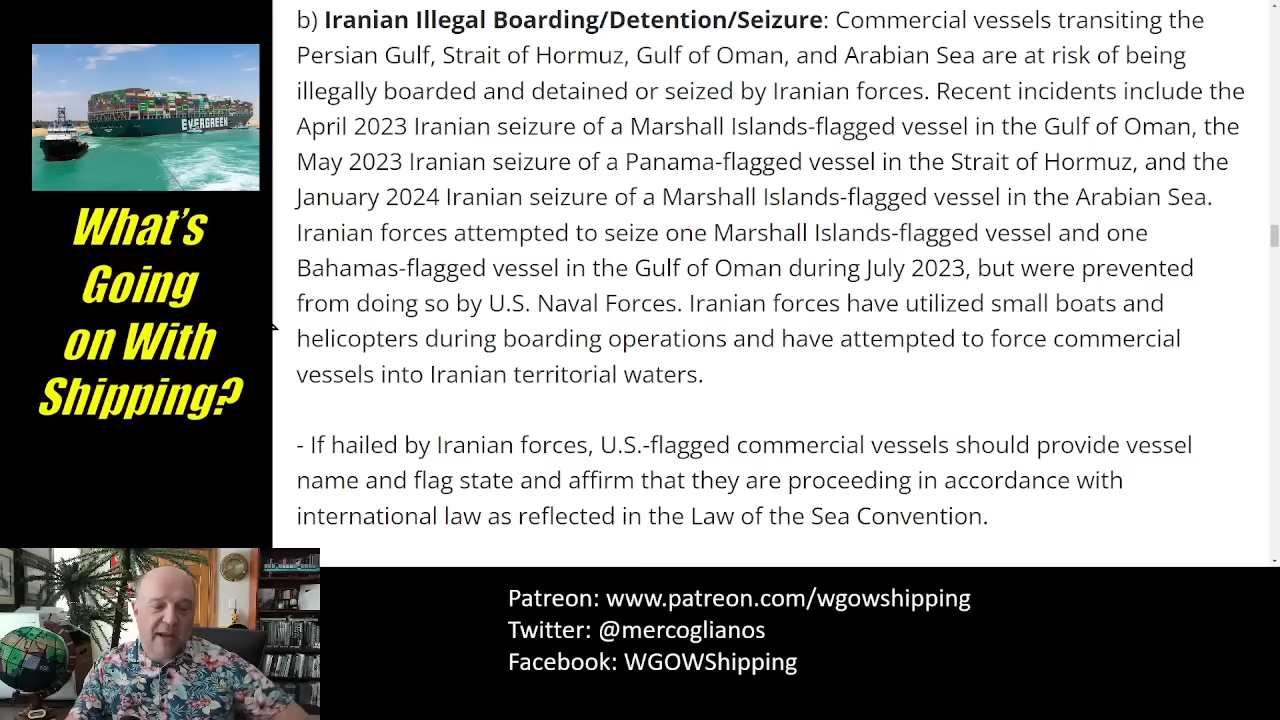 b) Iranian Illegal Boarding/Detention/Seizure: Commercial vessels transiting the
Persian Gulf, Strait of Hormuz, Gulf of Oman, and Arabian Sea are at risk of being
illegally boarded and detained or seized by Iranian forces. Recent incidents include the
April 2023 Iranian seizure of a Marshall Islands-flagged vessel in the Gulf of Oman, the
May 2023 Iranian seizure of a Panama-flagged vessel in the Strait of Hormuz, and the
January 2024 Iranian seizure of a Marshall Islands-flagged vessel in the Arabian Sea.
Iranian forces attempted to seize one Marshall Islands-flagged vessel and one
Bahamas-flagged vessel in the Gulf of Oman during July 2023, but were prevented
from doing so by U.S. Naval Forces. Iranian forces have utilized small boats and
helicopters during boarding operations and have attempted to force commercial
vessels into Iranian territorial waters.
- If hailed by Iranian forces, U.S.-flagged commercial vessels should provide vessel
name and flag state and affirm that they are proceeding in accordance with
international law as reflected in the Law of the Sea Convention.
EVERGREEN
What's
Going
on With
Shipping?
Patreon: www.patreon.com/wgowshipping
Twitter: @mercoglianos
Facebook: WGOWShipping